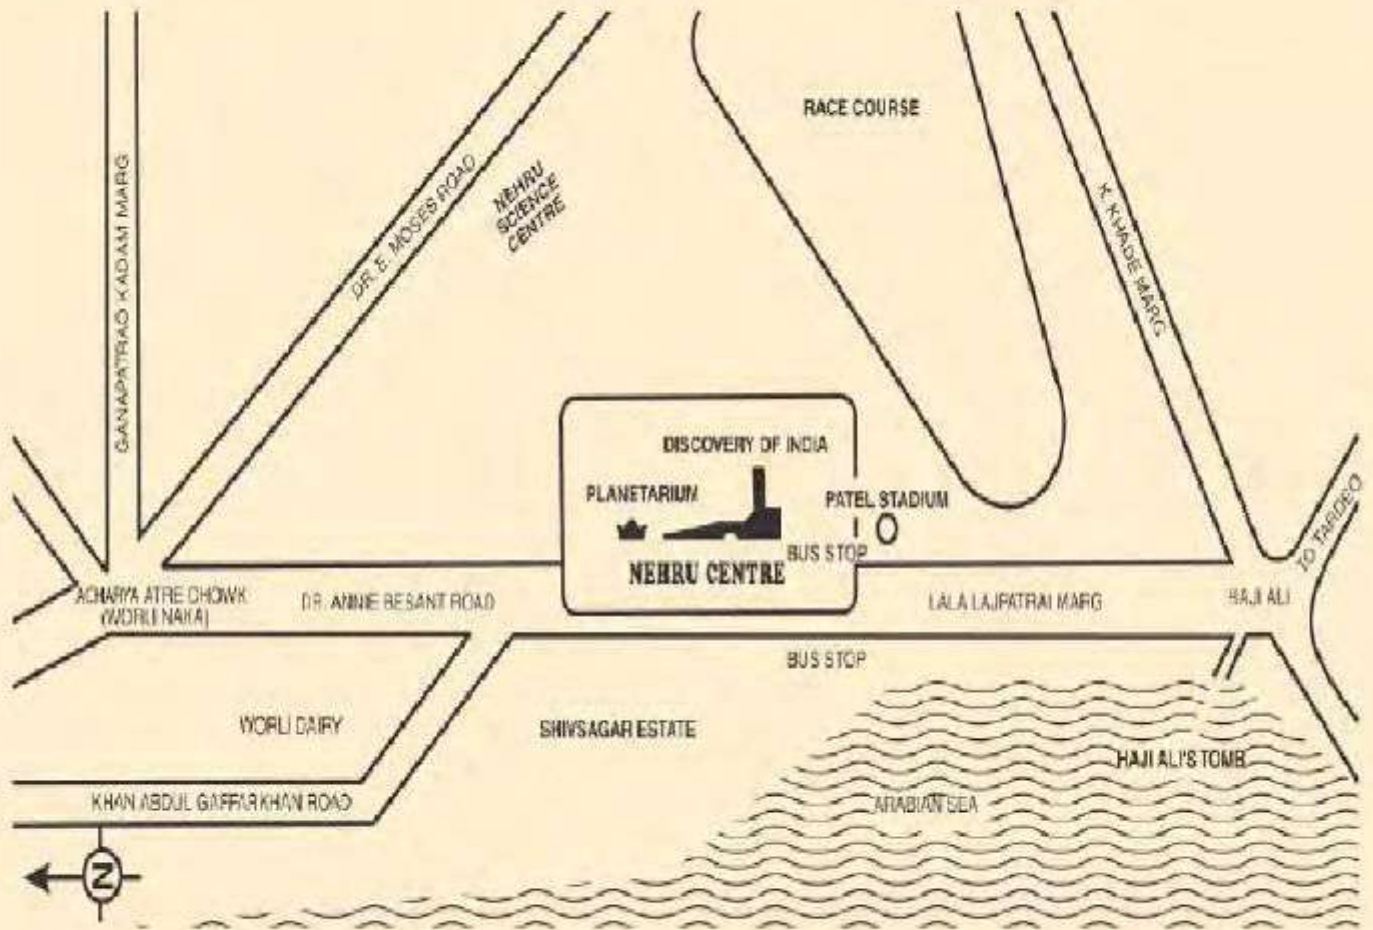 RACE COURSE
GANAPATRAO KADAM MARG
DR. E. MOSES ROAD
NEHRU
SCIENCE
CENTRE
K. KHADE MARG
DISCOVERY OF INDIA
PLANETARIUM
PATEL STADIUM
BUS STOP
NEHRU CENTRE
TO TARDEO
ACHARYA ATRE CHOWK
(WORLI NAKA)
DR. ANNIE BESANT ROAD
LALA LAJPATRAI MARG
HAJI ALI
BUS STOP
WORLI DAIRY
SHIVSAGAR ESTATE
HAJI ALI'S TOMB
KHAN ABDUL GAFFAR KHAN ROAD
ARABIAN SEA
N